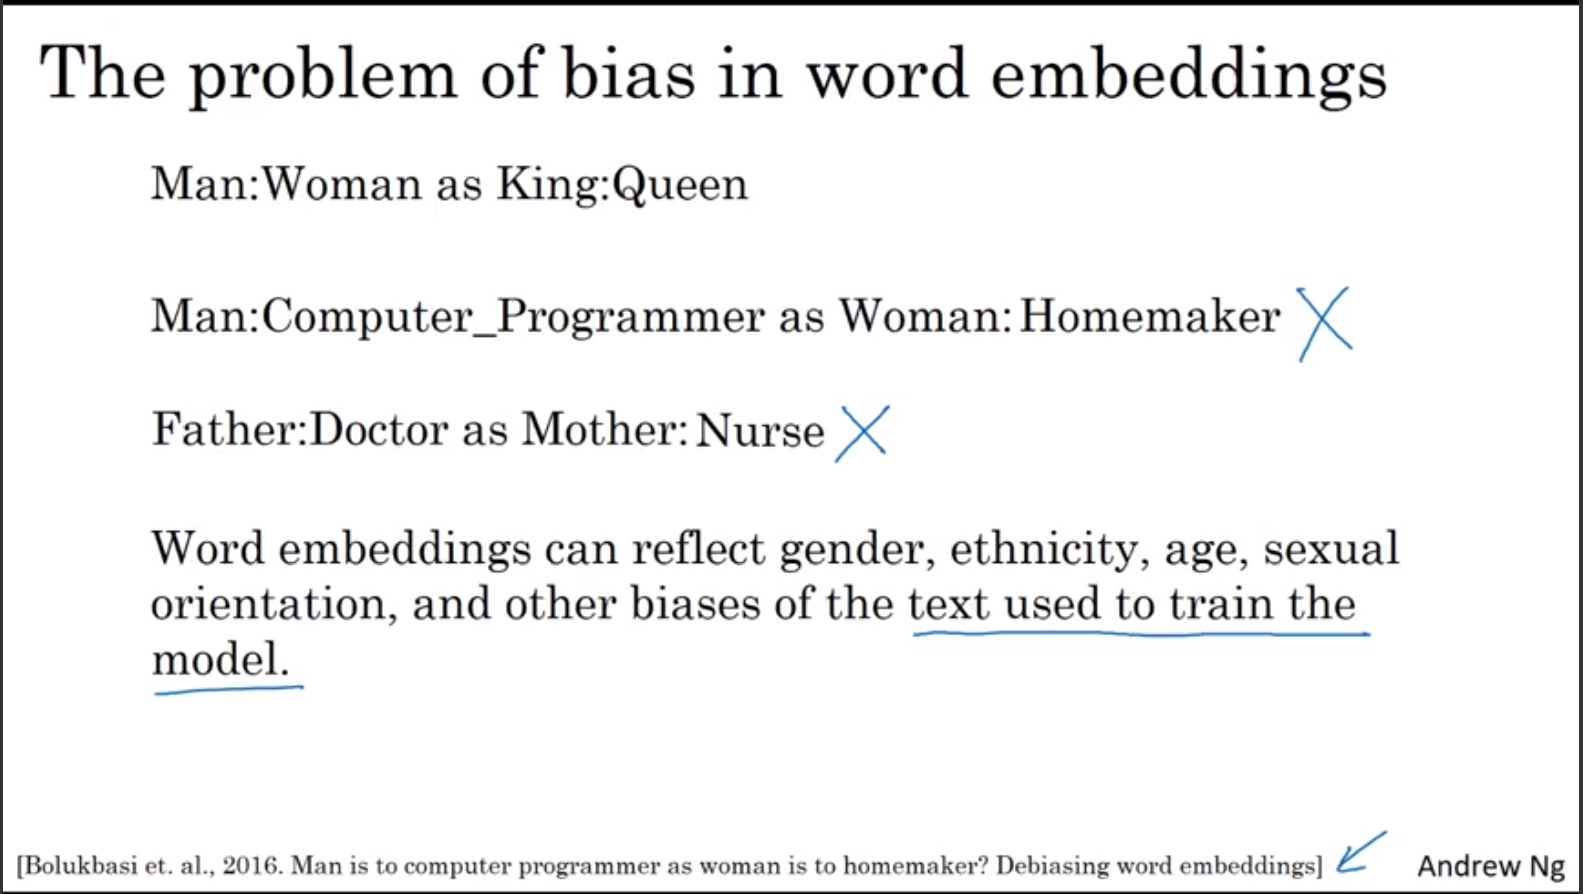 The problem of bias in word embeddings
Man:Woman as King:Queen
Man:Computer_Programmer as Woman:Homemaker
Father:Doctor as Mother:Nurse
Word embeddings can reflect gender, ethnicity, age, sexual
orientation, and other biases of the text used to train the
model.
[Bolukbasi et. al., 2016. Man is to computer programmer as woman is to homemaker? Debiasing word embeddings]
Andrew Ng